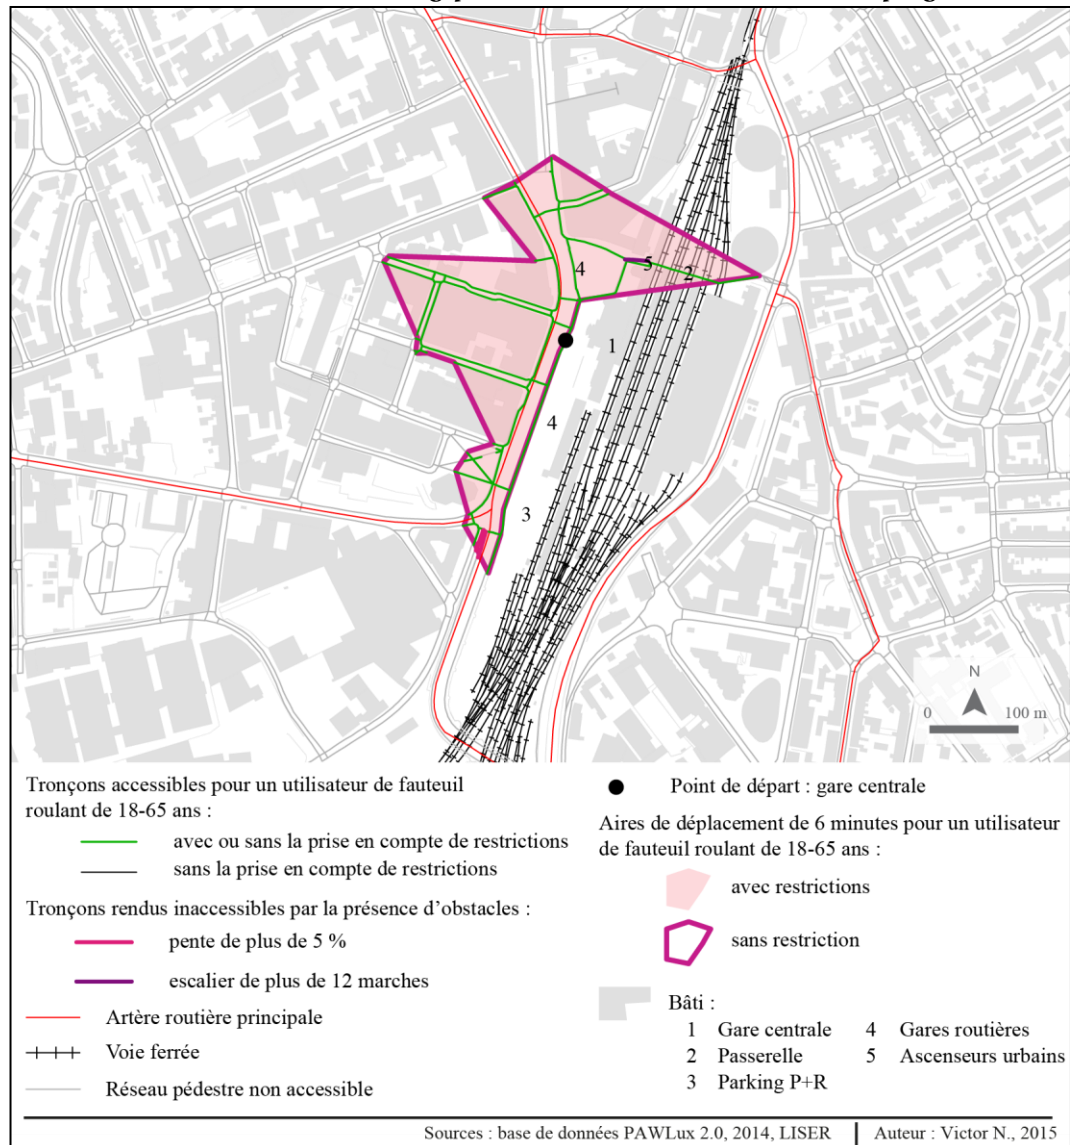 4
5
2
1
4
3
N
0 100 m
Tronçons accessibles pour un utilisateur de fauteuil
roulant de 18-65 ans :
avec ou sans la prise en compte de restrictions
sans la prise en compte de restrictions
Tronçons rendus inaccessibles par la présence d’obstacles :
pente de plus de 5 %
escalier de plus de 12 marches
Artère routière principale
Voie ferrée
Réseau pédestre non accessible
Point de départ : gare centrale
Aires de déplacement de 6 minutes pour un utilisateur
de fauteuil roulant de 18-65 ans :
avec restrictions
sans restriction
Bâti :
1 Gare centrale 4 Gares routières
2 Passerelle 5 Ascenseurs urbains
3 Parking P+R
Sources : base de données PAWLux 2.0, 2014, LISER Auteur : Victor N., 2015